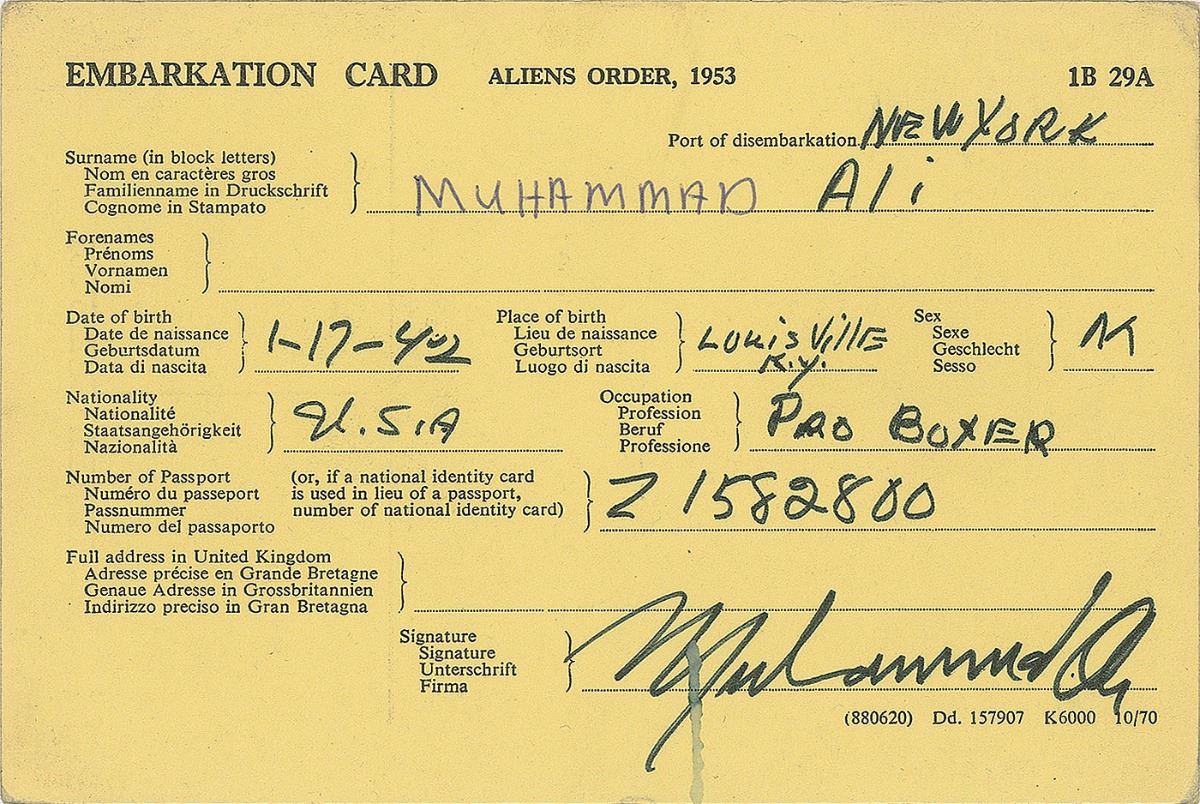 EMBARKATION CARD ALIENS ORDER, 1953 1B 29A
Port of disembarkation NEW YORK
Surname (in block letters)
Nom en caractères gros
Familienname in Druckschrift
Cognome in Stampato
MUHAMMAD Ali
Forenames
Prénoms
Vornamen
Nomi
Date of birth
Date de naissance
Geburtsdatum
Data di nascita
1-17-42
Place of birth
Lieu de naissance
Geburtsort
Luogo di nascita
LouisVille
K.y.
Sex
Sexe
Geschlecht
Sesso
M
Nationality
Nationalité
Staatsangehörigkeit
Nazionalità
U.S.A
Occupation
Profession
Beruf
Professione
PRO BOXER
Number of Passport
Numéro du passeport
Passnummer
Numero del passaporto
(or, if a national identity card
is used in lieu of a passport,
number of national identity card)
Z 1582800
Full address in United Kingdom
Adresse précise en Grande Bretagne
Genaue Adresse in Grossbritannien
Indirizzo preciso in Gran Bretagna
Signature
Signature
Unterschrift
Firma
Muhammad Ali
(880620) Dd. 157907 K6000 10/70